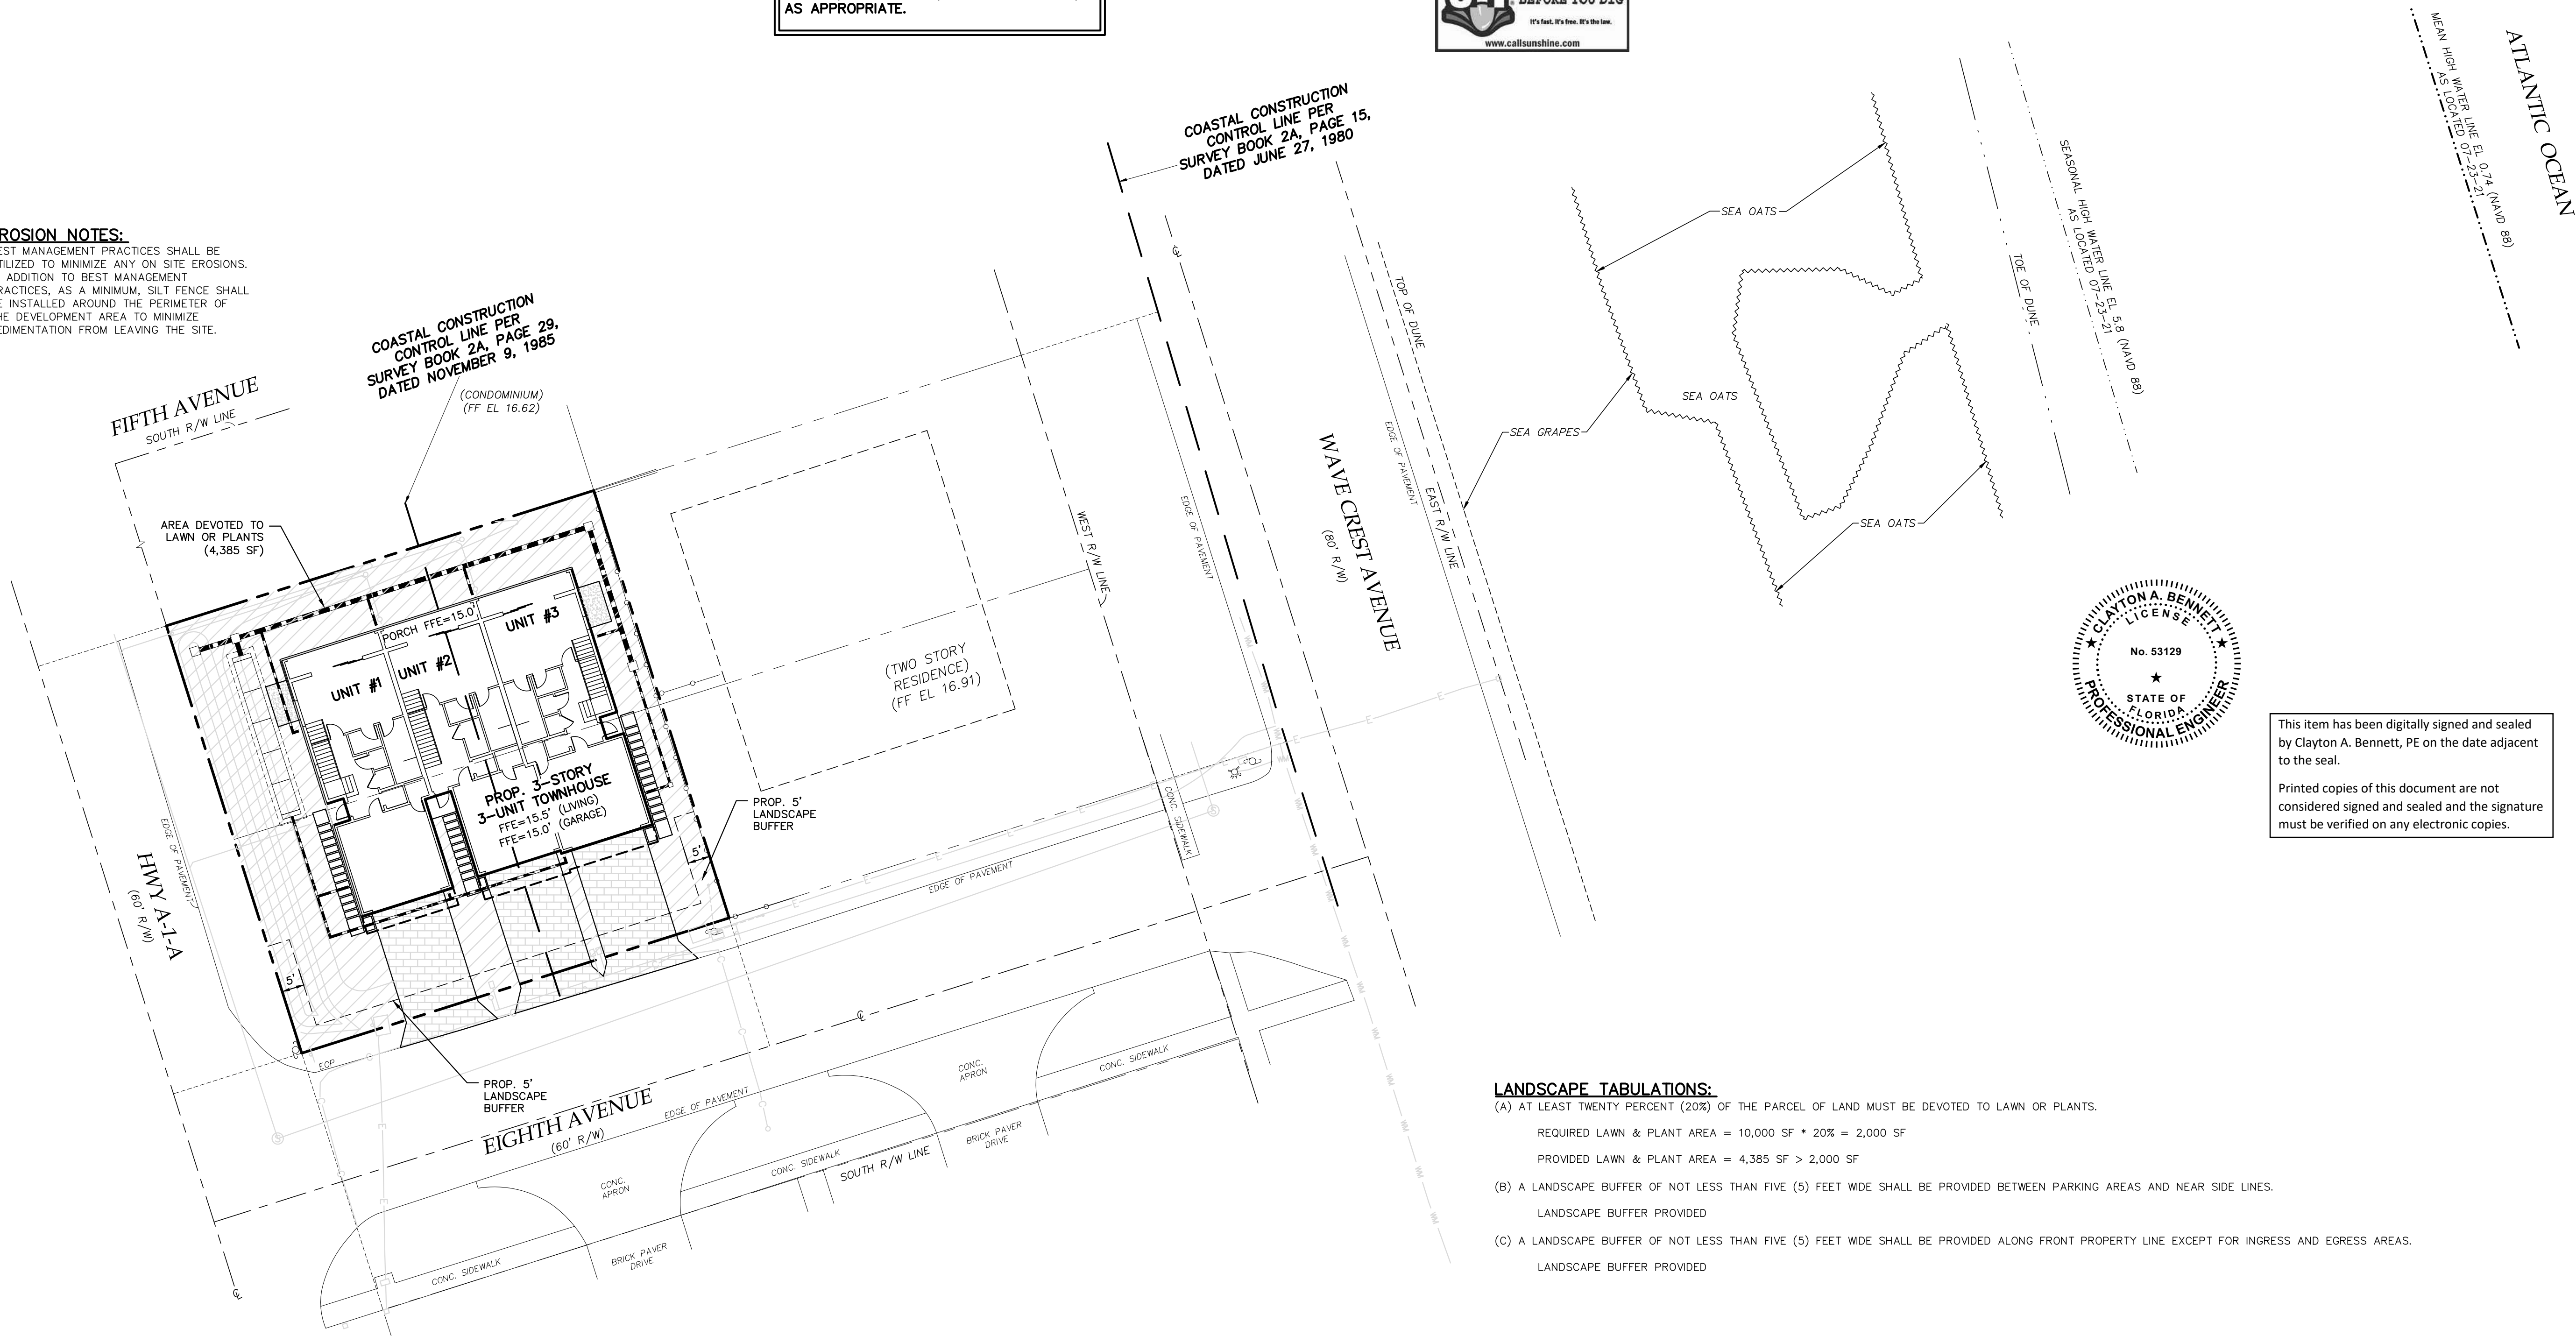 AS APPROPRIATE.
BEFORE YOU DIG
It's fast. It's free. It's the law.
www.callsunshine.com
ROSION NOTES:
EST MANAGEMENT PRACTICES SHALL BE
TILIZED TO MINIMIZE ANY ON SITE EROSIONS.
ADDITION TO BEST MANAGEMENT
RACTICES, AS A MINIMUM, SILT FENCE SHALL
E INSTALLED AROUND THE PERIMETER OF
HE DEVELOPMENT AREA TO MINIMIZE
EDIMENTATION FROM LEAVING THE SITE.
COASTAL CONSTRUCTION
CONTROL LINE PER
SURVEY BOOK 2A, PAGE 29,
DATED NOVEMBER 9, 1985
(CONDOMINIUM)
(FF EL 16.62)
COASTAL CONSTRUCTION
CONTROL LINE PER
SURVEY BOOK 2A, PAGE 15,
DATED JUNE 27, 1980
FIFTH AVENUE
SOUTH R/W LINE
AREA DEVOTED TO
LAWN OR PLANTS
(4,385 SF)
PORCH FFE=15.0'
UNIT #1
UNIT #2
UNIT #3
PROP. 3-STORY
3-UNIT TOWNHOUSE
FFE=15.5' (LIVING)
FFE=15.0' (GARAGE)
PROP. 5'
LANDSCAPE
BUFFER
5'
5'
PROP. 5'
LANDSCAPE
BUFFER
HWY A-1-A
(60' R/W)
EDGE OF PAVEMENT
EOP
(TWO STORY
RESIDENCE)
(FF EL 16.91)
WEST R/W LINE
EDGE OF PAVEMENT
WAVE CREST AVENUE
(80' R/W)
EDGE OF PAVEMENT
EAST R/W LINE
TOP OF DUNE
SEA OATS
SEA OATS
SEA GRAPES
SEA OATS
TOE OF DUNE
SEASONAL HIGH WATER LINE EL 5.8 (NAVD 88)
AS LOCATED 07-23-21
MEAN HIGH WATER LINE EL 0.74 (NAVD 88)
AS LOCATED 07-23-21
ATLANTIC OCEAN
CONC. SIDEWALK
EDGE OF PAVEMENT
EIGHTH AVENUE
(60' R/W)
EDGE OF PAVEMENT
CONC.
APRON
CONC. SIDEWALK
CONC.
APRON
CONC. SIDEWALK
CONC. SIDEWALK
BRICK PAVER
DRIVE
BRICK PAVER
DRIVE
SOUTH R/W LINE
CLAYTON A. BENNETT
LICENSE
No. 53129
STATE OF
FLORIDA
PROFESSIONAL ENGINEER
This item has been digitally signed and sealed
by Clayton A. Bennett, PE on the date adjacent
to the seal.
Printed copies of this document are not
considered signed and sealed and the signature
must be verified on any electronic copies.
LANDSCAPE TABULATIONS:
(A) AT LEAST TWENTY PERCENT (20%) OF THE PARCEL OF LAND MUST BE DEVOTED TO LAWN OR PLANTS.
REQUIRED LAWN & PLANT AREA = 10,000 SF * 20% = 2,000 SF
PROVIDED LAWN & PLANT AREA = 4,385 SF > 2,000 SF
(B) A LANDSCAPE BUFFER OF NOT LESS THAN FIVE (5) FEET WIDE SHALL BE PROVIDED BETWEEN PARKING AREAS AND NEAR SIDE LINES.
LANDSCAPE BUFFER PROVIDED
(C) A LANDSCAPE BUFFER OF NOT LESS THAN FIVE (5) FEET WIDE SHALL BE PROVIDED ALONG FRONT PROPERTY LINE EXCEPT FOR INGRESS AND EGRESS AREAS.
LANDSCAPE BUFFER PROVIDED